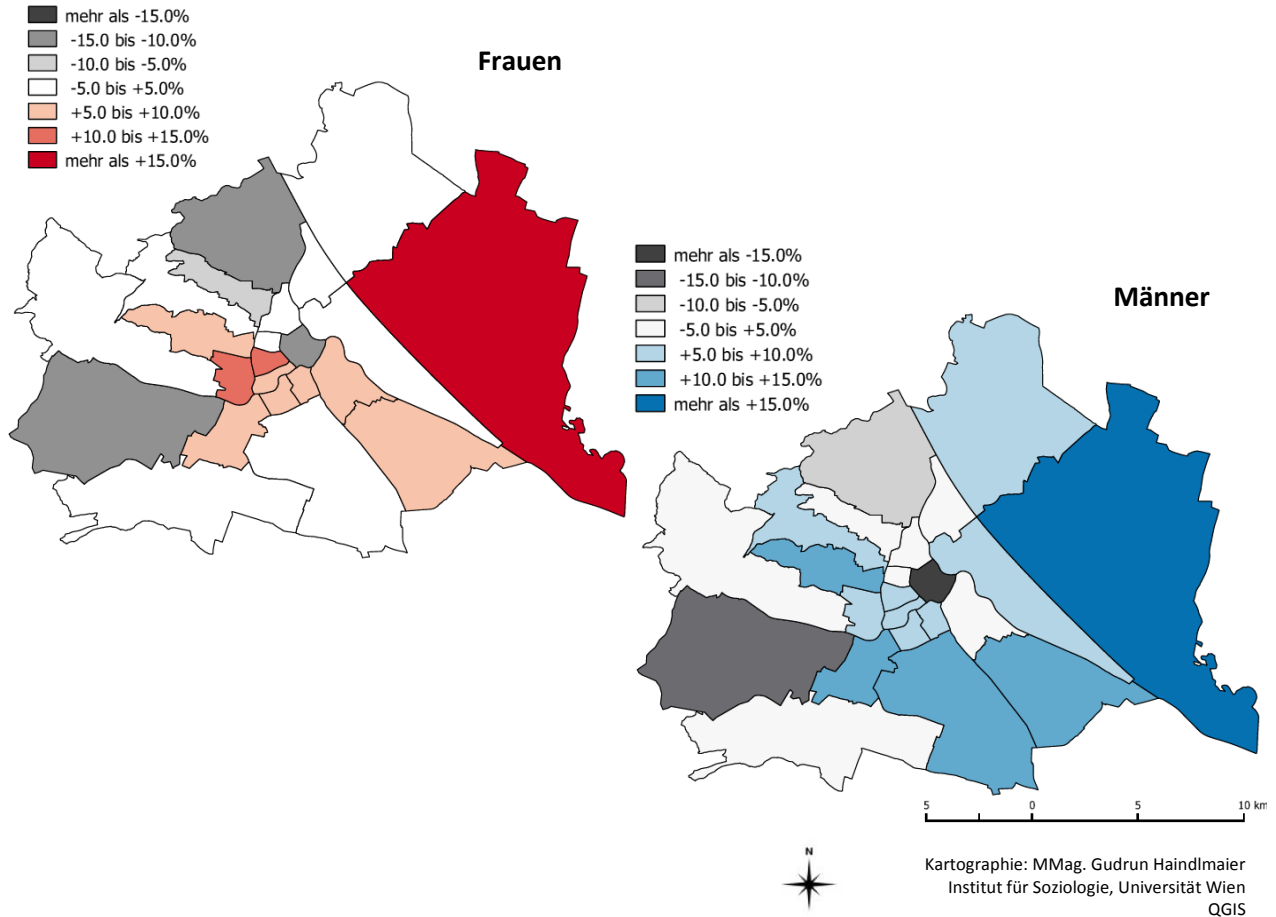 mehr als -15.0%
-15.0 bis -10.0%
-10.0 bis -5.0%
-5.0 bis +5.0%
+5.0 bis +10.0%
+10.0 bis +15.0%
mehr als +15.0%
Frauen
mehr als -15.0%
-15.0 bis -10.0%
-10.0 bis -5.0%
-5.0 bis +5.0%
+5.0 bis +10.0%
+10.0 bis +15.0%
mehr als +15.0%
Männer
5 0 5 10 km
N
Kartographie: MMag. Gudrun Haindlmaier
Institut für Soziologie, Universität Wien
QGIS